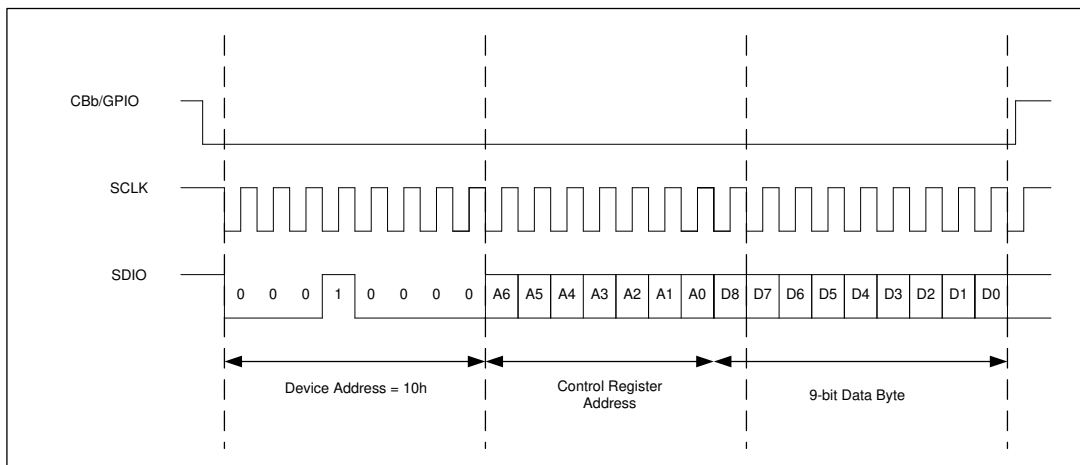 CBb/GPIO
SCLK
SDIO
0 0 0 1 0 0 0 0 A6 A5 A4 A3 A2 A1 A0 D8 D7 D6 D5 D4 D3 D2 D1 D0
Device Address = 10h
Control Register
Address
9-bit Data Byte